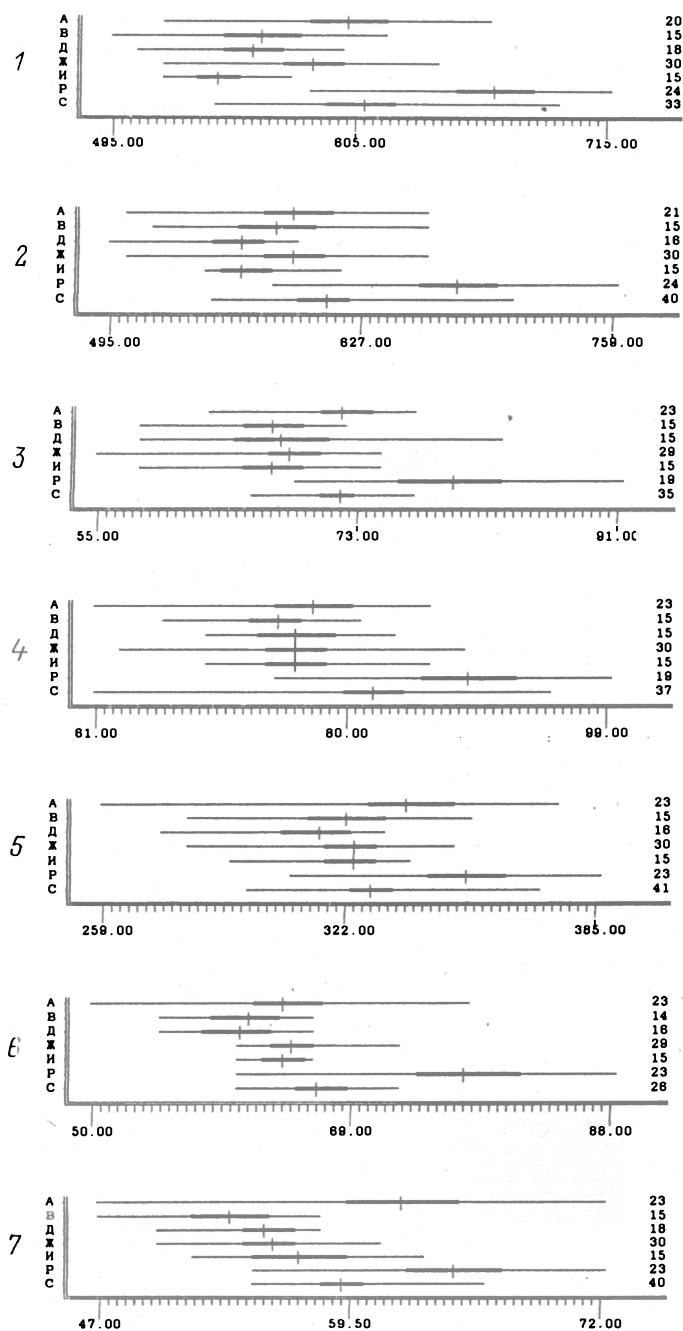 А 20
В 15
Д 18
1
Ж 30
И 15
Р 24
С 33
495.00 605.00 715.00
А 21
В 15
Д 16
2
Ж 30
И 15
Р 24
С 40
495.00 627.00 759.00
А 23
В 15
Д 15
3
Ж 29
И 15
Р 19
С 35
55.00 73.00 91.00
А 23
В 15
Д 15
4
Ж 30
И 15
Р 19
С 37
61.00 80.00 99.00
А 23
В 15
Д 16
5
Ж 30
И 15
Р 23
С 41
259.00 322.00 385.00
А 23
В 14
Д 16
6
Ж 29
И 15
Р 23
С 26
50.00 69.00 88.00
А 23
В 15
Д 18
7
Ж 30
И 15
Р 23
С 40
47.00 59.50 72.00